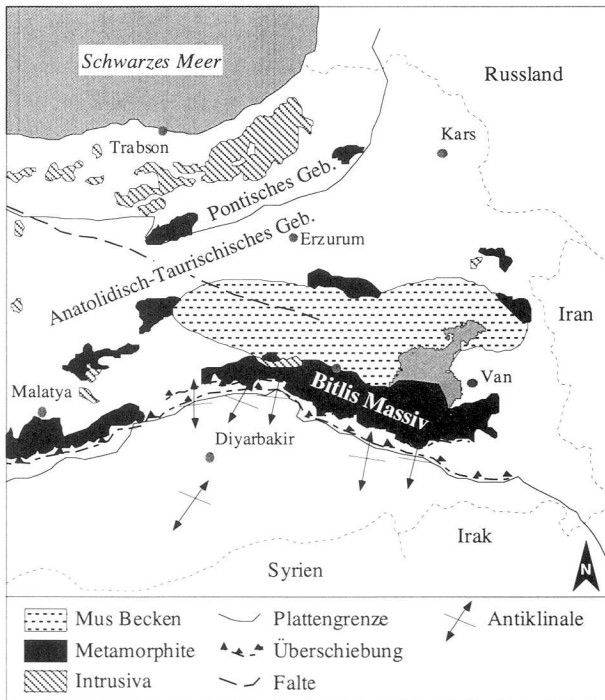 Schwarzes Meer
Russland
Trabson
Kars
Pontisches Geb.
Erzurum
Anatolidisch-Taurischisches Geb.
Iran
Van
Bitlis Massiv
Malatya
Diyarbakir
Irak
Syrien
N
Mus Becken
Plattengrenze
Antiklinale
Metamorphite
Überschiebung
Intrusiva
Falte